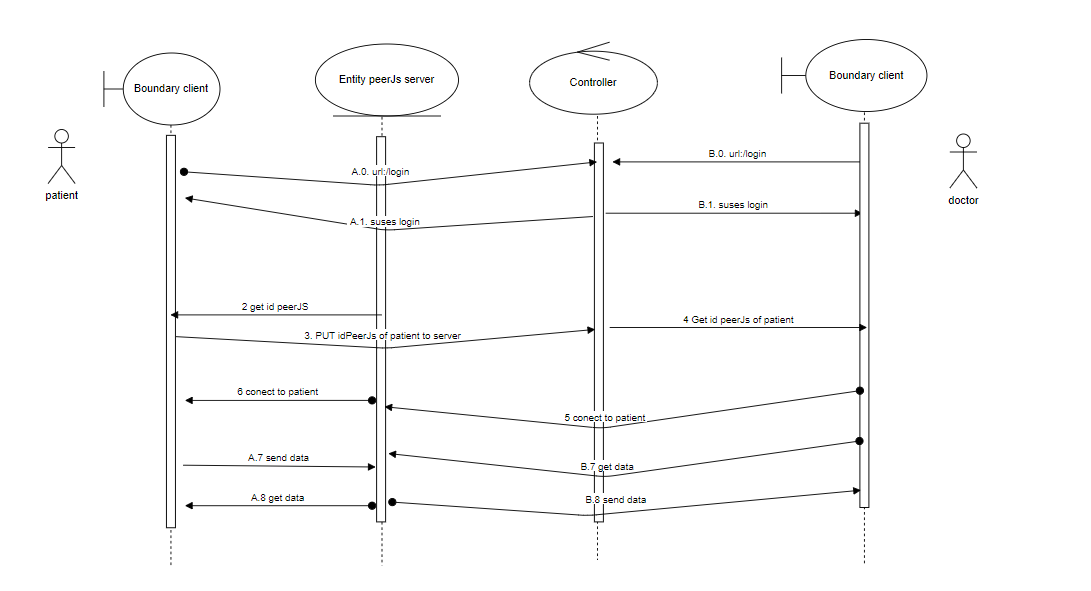 Boundary client
Entity peerJs server
Controller
Boundary client
patient
doctor
A.0. url:/login
B.0. url:/login
A.1. suses login
B.1. suses login
2 get id peerJS
3. PUT idPeerJs of patient to server
4 Get id peerJs of patient
6 conect to patient
5 conect to patient
A.7 send data
B.7 get data
A.8 get data
B.8 send data